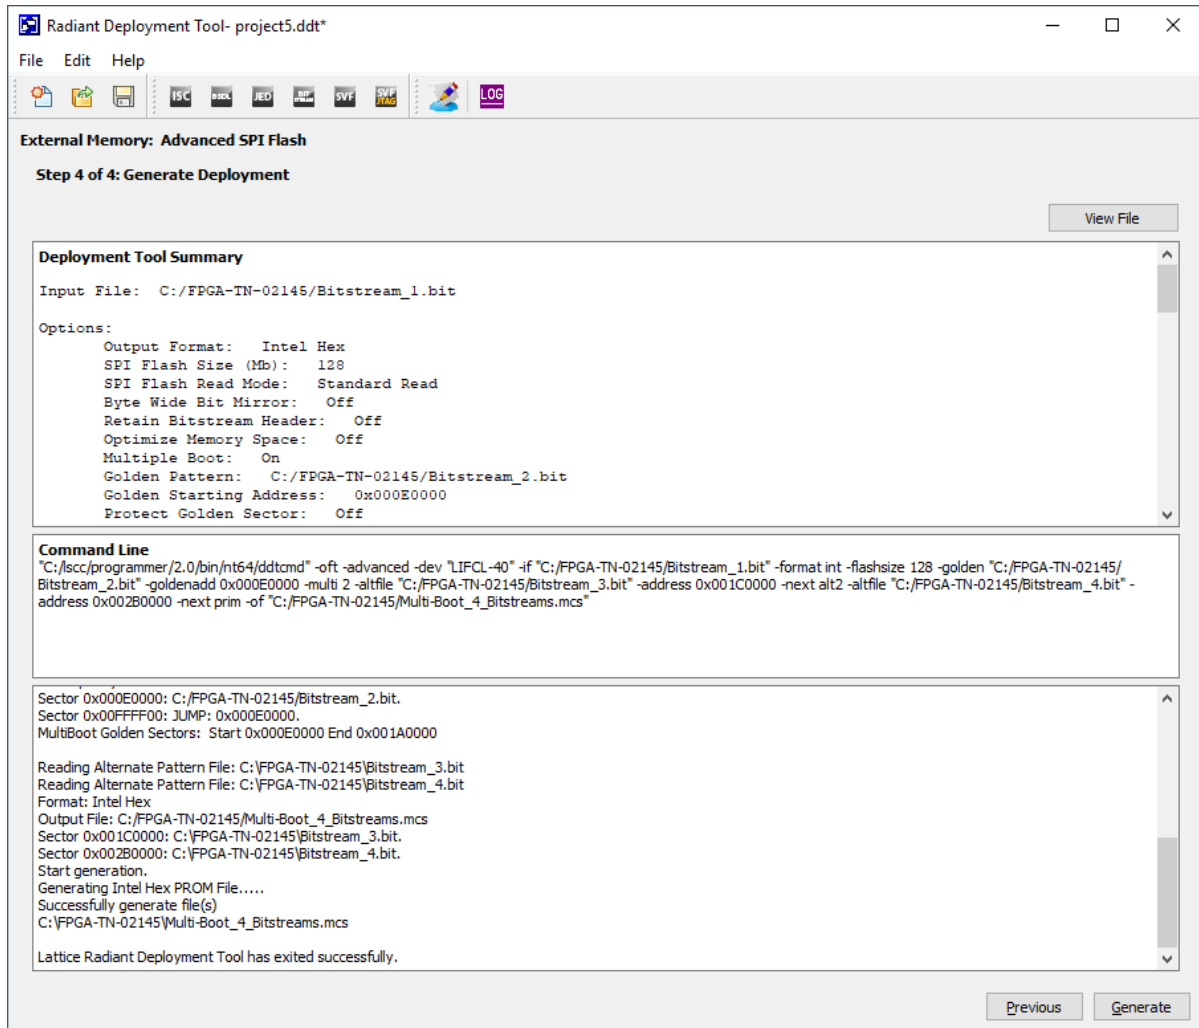 Radiant Deployment Tool- project5.ddt*
File Edit Help
ISC BSDL JED BIT STREAM SVF SVF JTAG LOG
External Memory: Advanced SPI Flash
Step 4 of 4: Generate Deployment
View File
Deployment Tool Summary
Input File: C:/FPGA-TN-02145/Bitstream_1.bit
Options:
Output Format: Intel Hex
SPI Flash Size (Mb): 128
SPI Flash Read Mode: Standard Read
Byte Wide Bit Mirror: Off
Retain Bitstream Header: Off
Optimize Memory Space: Off
Multiple Boot: On
Golden Pattern: C:/FPGA-TN-02145/Bitstream_2.bit
Golden Starting Address: 0x000E0000
Protect Golden Sector: Off
Command Line
"C:/lscc/programmer/2.0/bin/nt64/ddtcmd" -oft -advanced -dev "LIFCL-40" -if "C:/FPGA-TN-02145/Bitstream_1.bit" -format int -flashsize 128 -golden "C:/FPGA-TN-02145/
Bitstream_2.bit" -goldenadd 0x000E0000 -multi 2 -altfile "C:/FPGA-TN-02145/Bitstream_3.bit" -address 0x001C0000 -next alt2 -altfile "C:/FPGA-TN-02145/Bitstream_4.bit" -
address 0x002B0000 -next prim -of "C:/FPGA-TN-02145/Multi-Boot_4_Bitstreams.mcs"
Sector 0x000E0000: C:/FPGA-TN-02145/Bitstream_2.bit.
Sector 0x00FFFF00: JUMP: 0x000E0000.
MultiBoot Golden Sectors: Start 0x000E0000 End 0x001A0000
Reading Alternate Pattern File: C:\FPGA-TN-02145\Bitstream_3.bit
Reading Alternate Pattern File: C:\FPGA-TN-02145\Bitstream_4.bit
Format: Intel Hex
Output File: C:/FPGA-TN-02145/Multi-Boot_4_Bitstreams.mcs
Sector 0x001C0000: C:\FPGA-TN-02145\Bitstream_3.bit.
Sector 0x002B0000: C:\FPGA-TN-02145\Bitstream_4.bit.
Start generation.
Generating Intel Hex PROM File.....
Successfully generate file(s)
C:\FPGA-TN-02145\Multi-Boot_4_Bitstreams.mcs
Lattice Radiant Deployment Tool has exited successfully.
Previous Generate